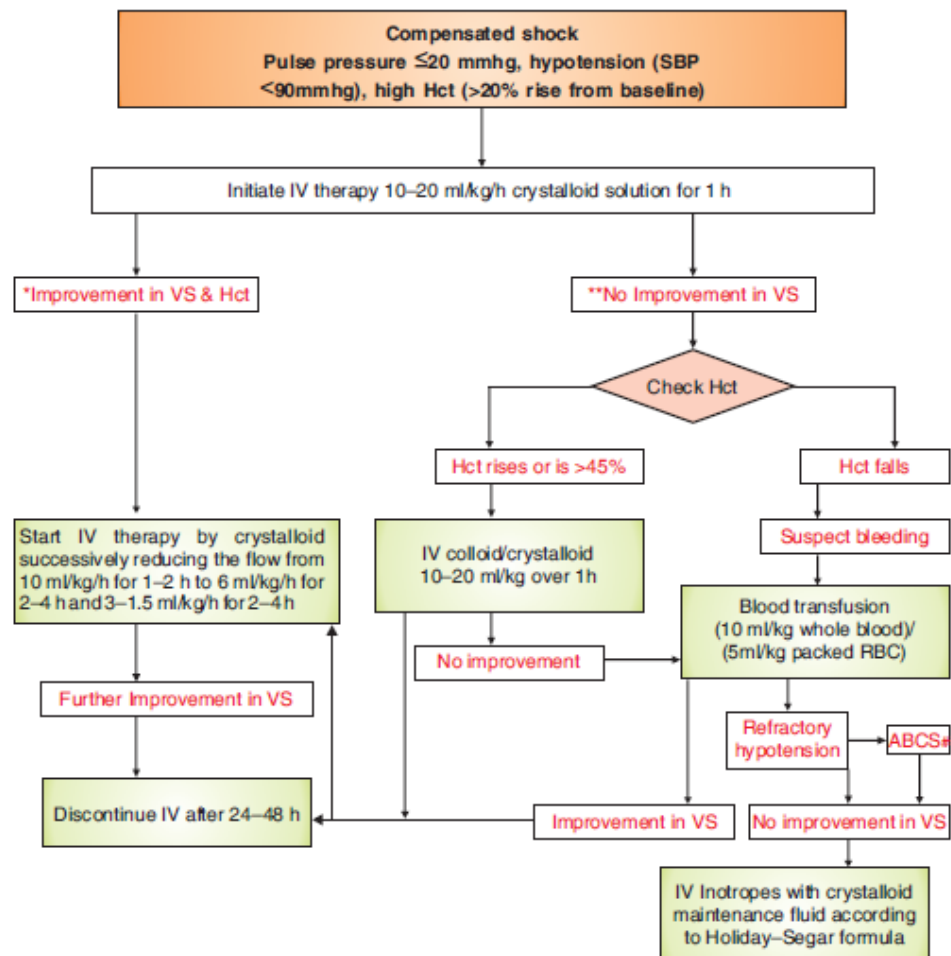 Compensated shock
Pulse pressure ≤20 mmhg, hypotension (SBP
<90mmhg), high Hct (>20% rise from baseline)
Initiate IV therapy 10–20 ml/kg/h crystalloid solution for 1 h
*Improvement in VS & Hct
**No Improvement in VS
Check Hct
Hct rises or is >45%
Hct falls
Suspect bleeding
Start IV therapy by crystalloid
successively reducing the flow from
10 ml/kg/h for 1–2 h to 6 ml/kg/h for
2–4 h and 3–1.5 ml/kg/h for 2–4 h
IV colloid/crystalloid
10–20 ml/kg over 1h
Blood transfusion
(10 ml/kg whole blood)/
(5ml/kg packed RBC)
No improvement
Further Improvement in VS
Refractory
hypotension
ABCS#
Discontinue IV after 24–48 h
Improvement in VS
No improvement in VS
IV Inotropes with crystalloid
maintenance fluid according
to Holiday–Segar formula